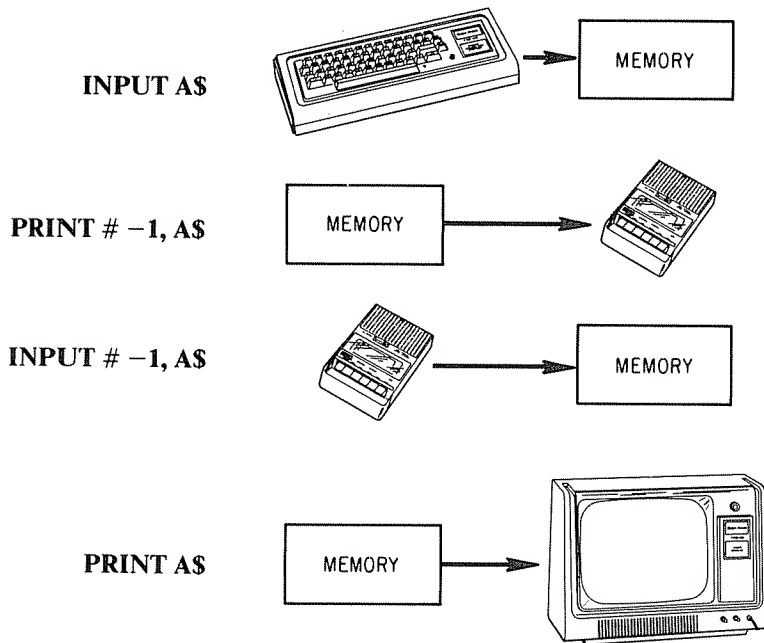 INPUT A$
MEMORY
PRINT # −1, A$
MEMORY
INPUT # −1, A$
MEMORY
PRINT A$
MEMORY